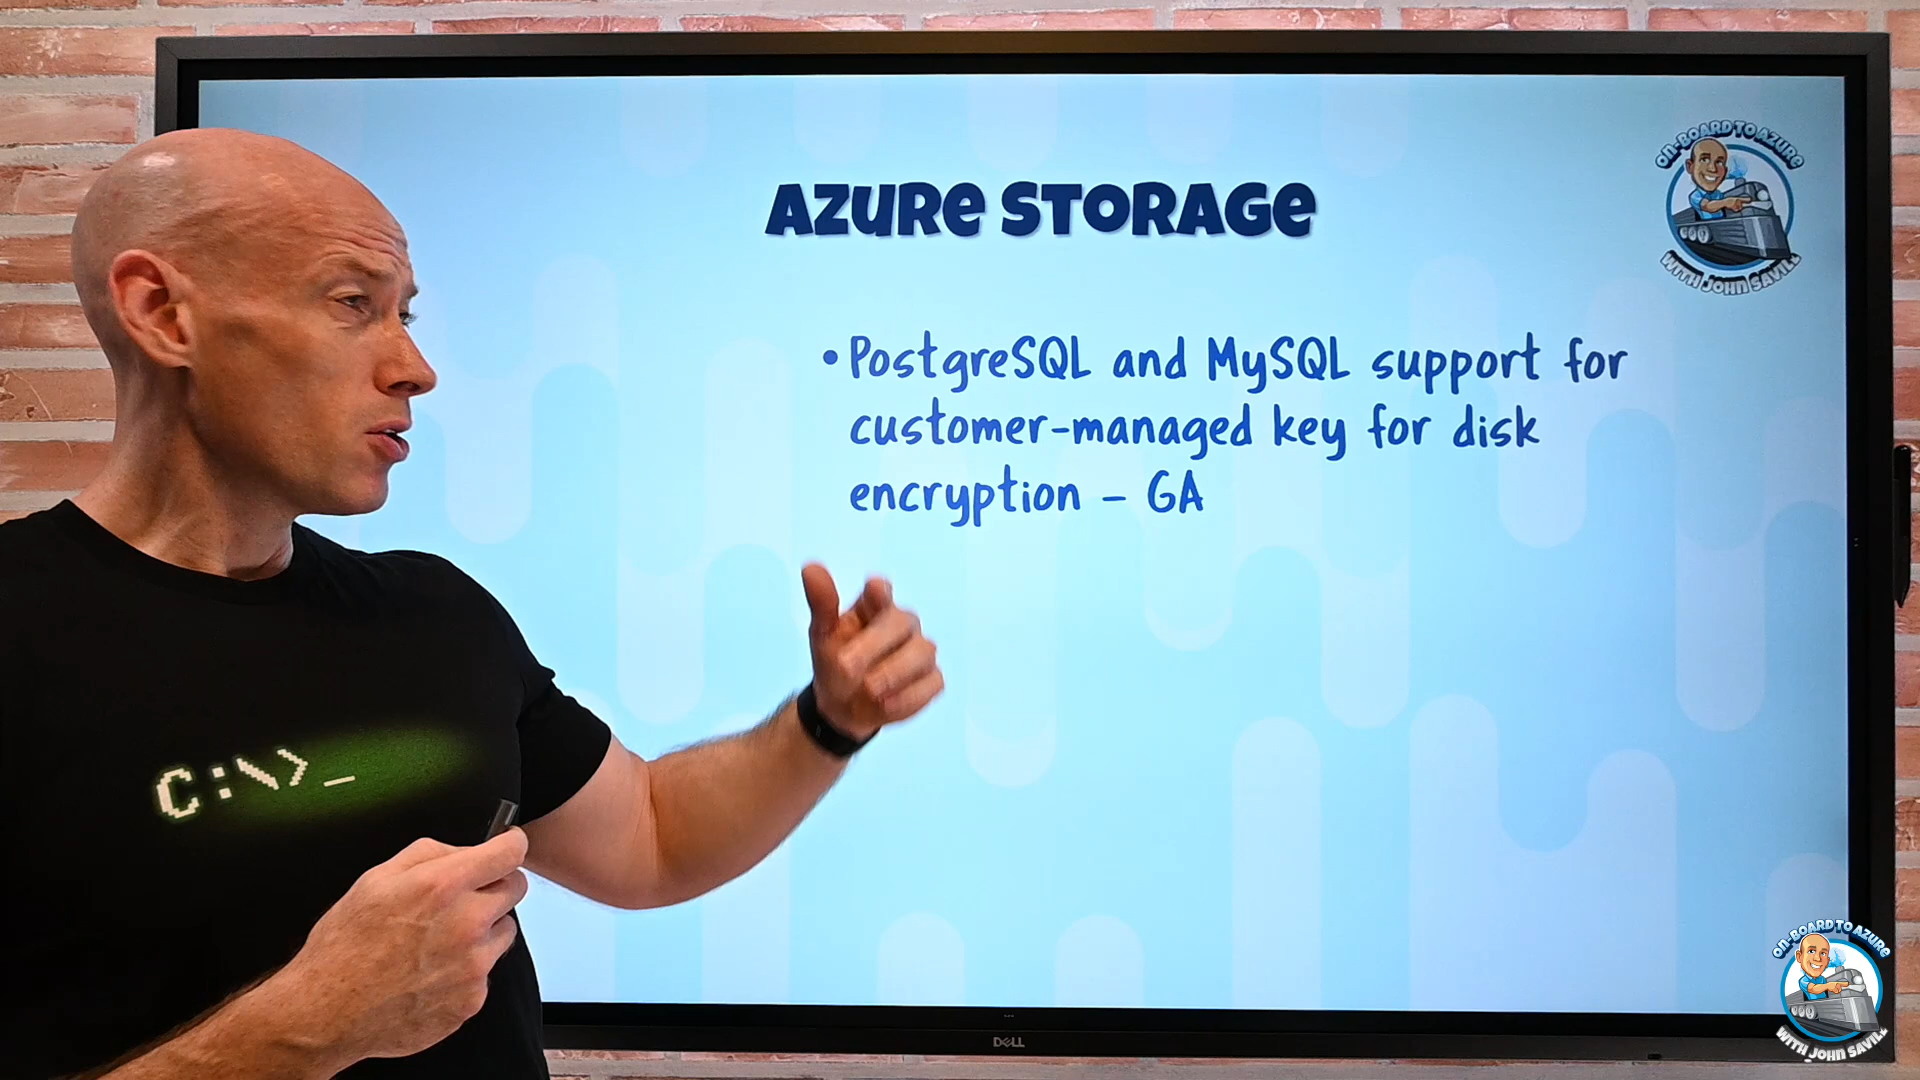 AZURE STORAGE
ON-BOARD TO AZURE
WITH JOHN SAVILL
• PostgreSQL and MySQL support for
customer-managed key for disk
encryption – GA
C:\>_
DELL
ON-BOARD TO AZURE
WITH JOHN SAVILL